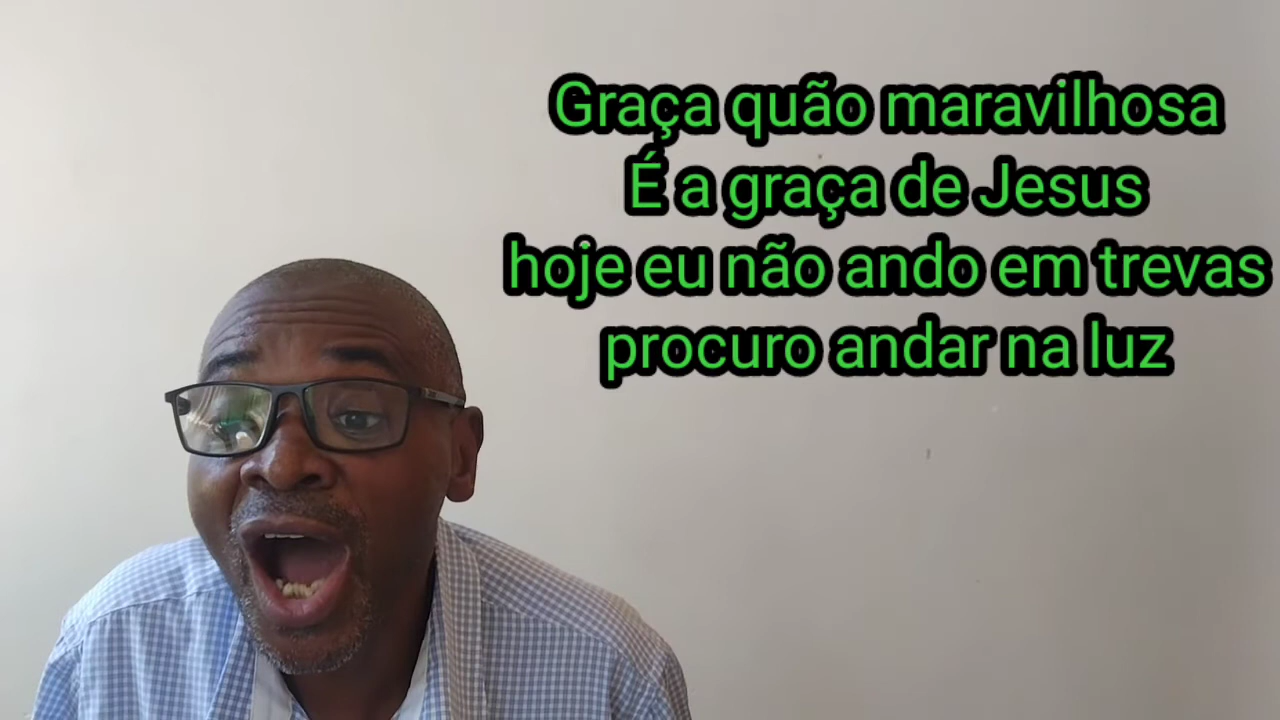 Graça quão maravilhosa
É a graça de Jesus
hoje eu não ando em trevas
procuro andar na luz